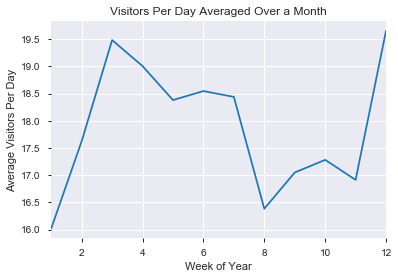 Visitors Per Day Averaged Over a Month
19.5
19.0
18.5
18.0
17.5
17.0
16.5
16.0
Average Visitors Per Day
2 4 6 8 10 12
Week of Year